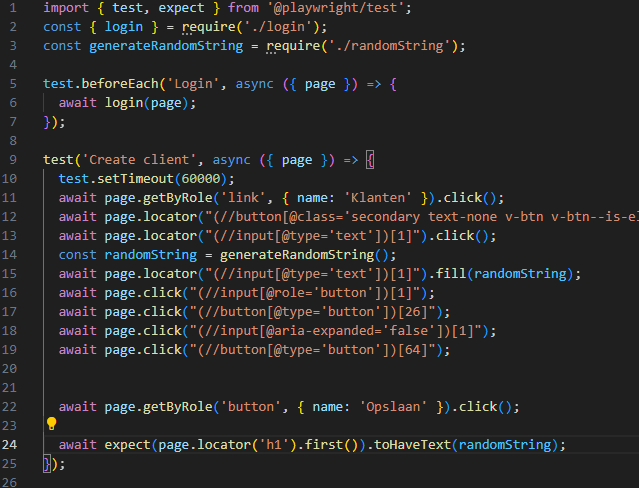 1 import { test, expect } from '@playwright/test';
2 const { login } = require('./login');
3 const generateRandomString = require('./randomString');
4
5 test.beforeEach('Login', async ({ page }) => {
6 await login(page);
7 });
8
9 test('Create client', async ({ page }) => {
10 test.setTimeout(60000);
11 await page.getByRole('link', { name: 'Klanten' }).click();
12 await page.locator("(//button[@class='secondary text-none v-btn v-btn--is-el
13 await page.locator("(//input[@type='text'])[1]").click();
14 const randomString = generateRandomString();
15 await page.locator("(//input[@type='text'])[1]").fill(randomString);
16 await page.click("(//input[@role='button'])[1]");
17 await page.click("(//button[@type='button'])[26]");
18 await page.click("(//input[@aria-expanded='false'])[1]");
19 await page.click("(//button[@type='button'])[64]");
20
21
22 await page.getByRole('button', { name: 'Opslaan' }).click();
23
24 await expect(page.locator('h1').first()).toHaveText(randomString);
25 });
26